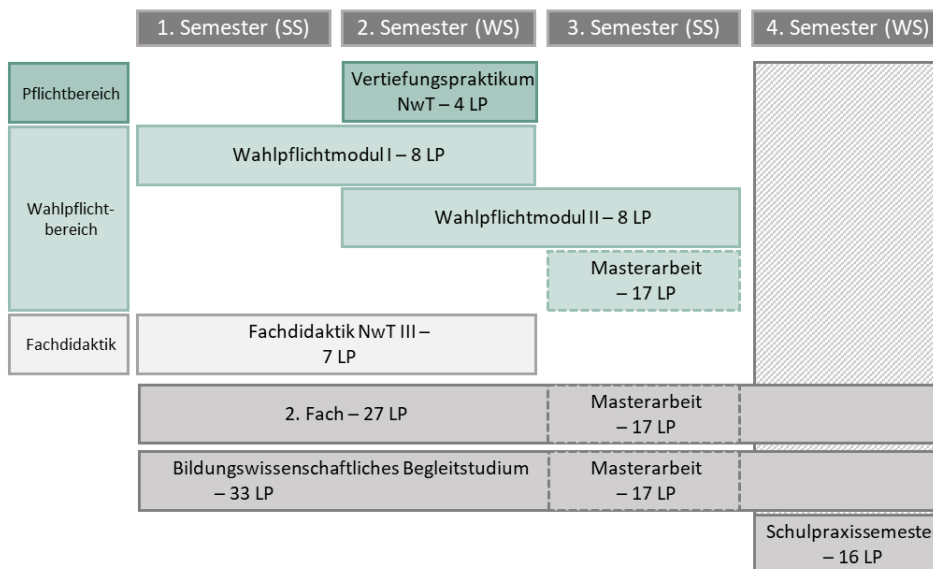 1. Semester (SS)
2. Semester (WS)
3. Semester (SS)
4. Semester (WS)
Pflichtbereich
Vertiefungspraktikum
NwT – 4 LP
Wahlpflicht-
bereich
Wahlpflichtmodul I – 8 LP
Wahlpflichtmodul II – 8 LP
Masterarbeit
– 17 LP
Fachdidaktik
Fachdidaktik NwT III –
7 LP
2. Fach – 27 LP
Masterarbeit
– 17 LP
Bildungswissenschaftliches Begleitstudium
– 33 LP
Masterarbeit
– 17 LP
Schulpraxissemester
– 16 LP